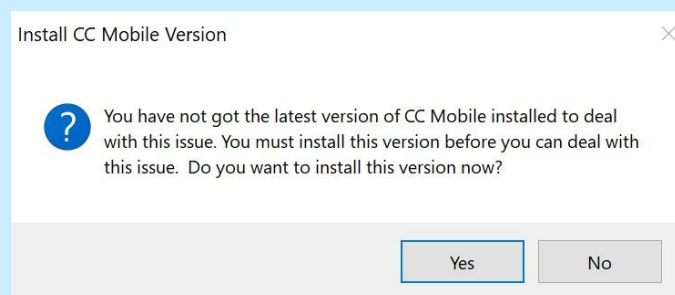 Install CC Mobile Version
?
You have not got the latest version of CC Mobile installed to deal
with this issue. You must install this version before you can deal with
this issue.  Do you want to install this version now?
Yes
No